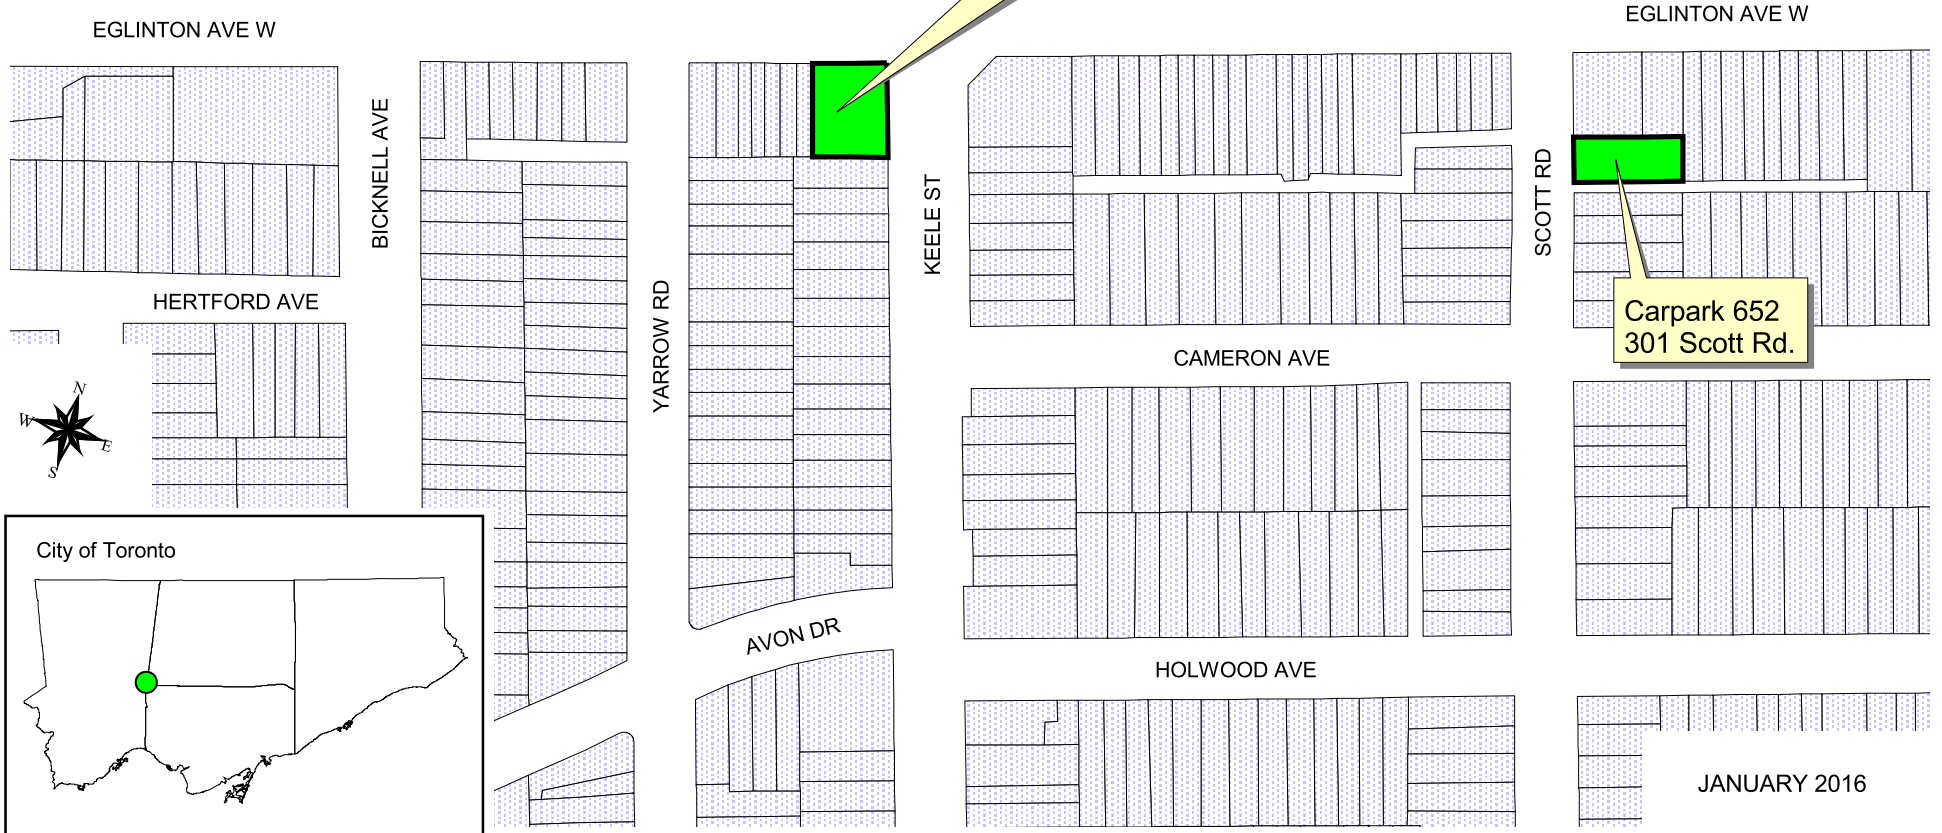 EGLINTON AVE W
EGLINTON AVE W
BICKNELL AVE
KEELE ST
SCOTT RD
HERTFORD AVE
YARROW RD
Carpark 652
301 Scott Rd.
CAMERON AVE
N
W
E
S
City of Toronto
AVON DR
HOLWOOD AVE
JANUARY 2016